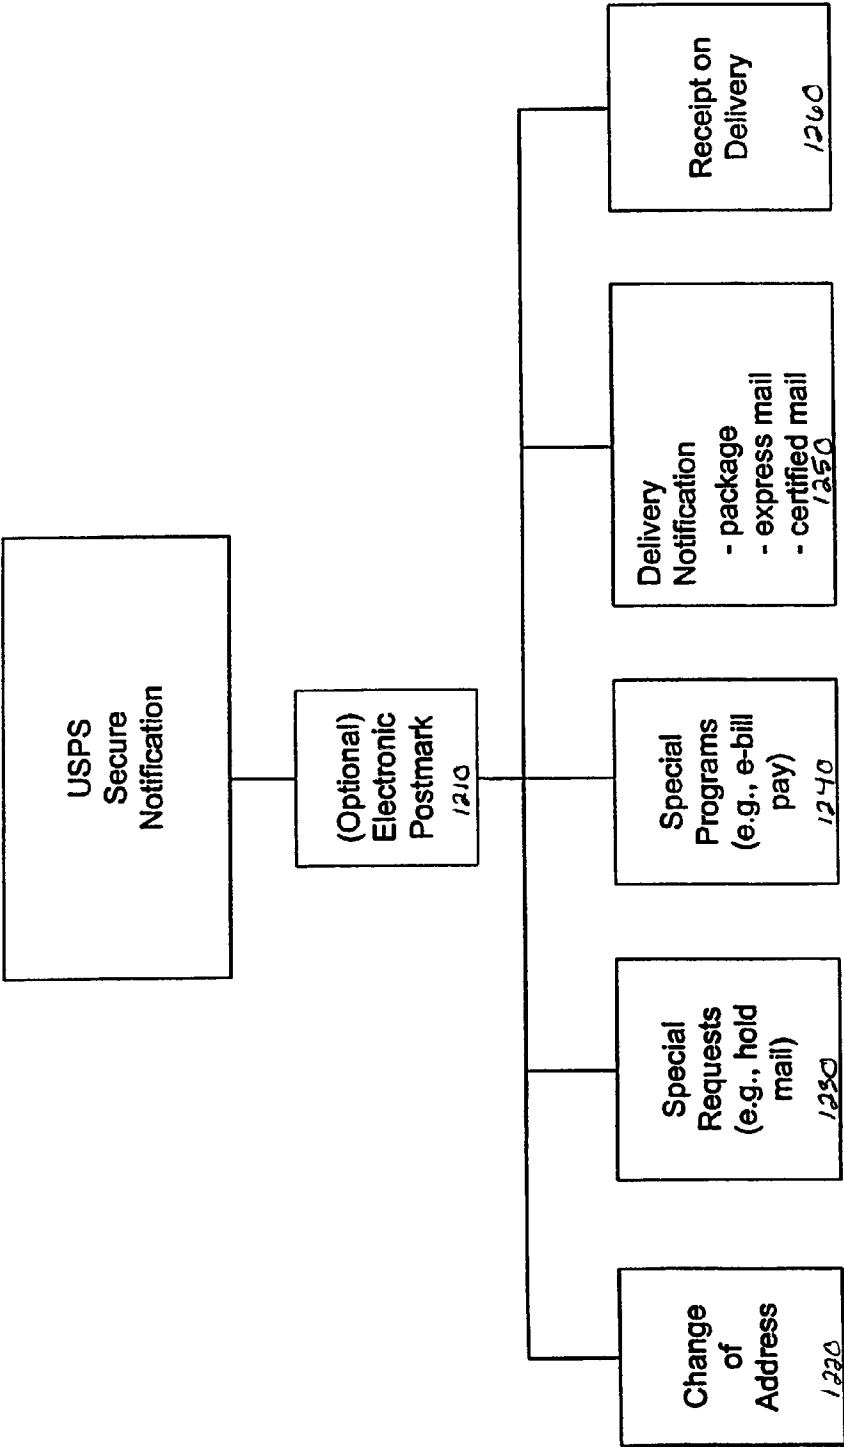 USPS
Secure
Notification
(Optional)
Electronic
Postmark
1210
Change
of
Address
1220
Special
Requests
(e.g., hold
mail)
1230
Special
Programs
(e.g., e-bill
pay)
1240
Delivery
Notification
- package
- express mail
- certified mail
1250
Receipt on
Delivery
1260